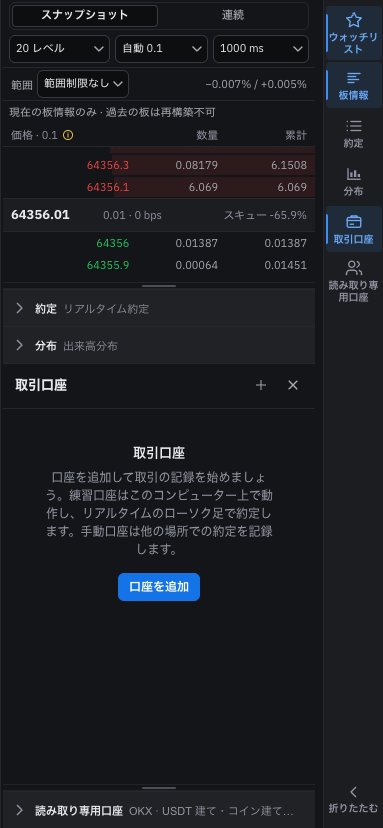 スナップショット 連続
20 レベル 自動 0.1 1000 ms
範囲 範囲制限なし −0.007% / +0.005%
現在の板情報のみ · 過去の板は再構築不可
価格 · 0.1 数量 累計
64356.3 0.08179 6.1508
64356.1 6.069 6.069
64356.01 0.01 · 0 bps スキュー -65.9%
64356 0.01387 0.01387
64355.9 0.00064 0.01451
約定 リアルタイム約定
分布 出来高分布
取引口座
取引口座
口座を追加して取引の記録を始めましょ
う。練習口座はこのコンピューター上で動
作し、リアルタイムのローソク足で約定し
ます。手動口座は他の場所での約定を記録
します。
口座を追加
読み取り専用口座 OKX · USDT 建て・コイン建て…
ウォッチリ
スト
板情報
約定
分布
取引口座
読み取り専
用口座
折りたたむ